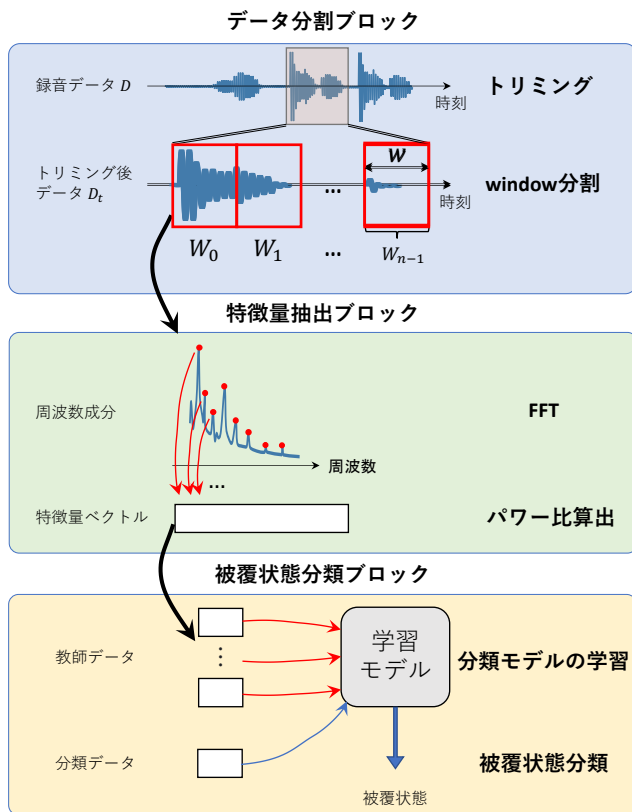 データ分割ブロック
録音データ D
時刻
トリミング
トリミング後
データ Dt
w
...
時刻
window分割
W0
W1
...
Wn−1
特徴量抽出ブロック
周波数成分
FFT
周波数
...
特徴量ベクトル
パワー比算出
被覆状態分類ブロック
教師データ
⋮
学習
モデル
分類モデルの学習
分類データ
被覆状態分類
被覆状態